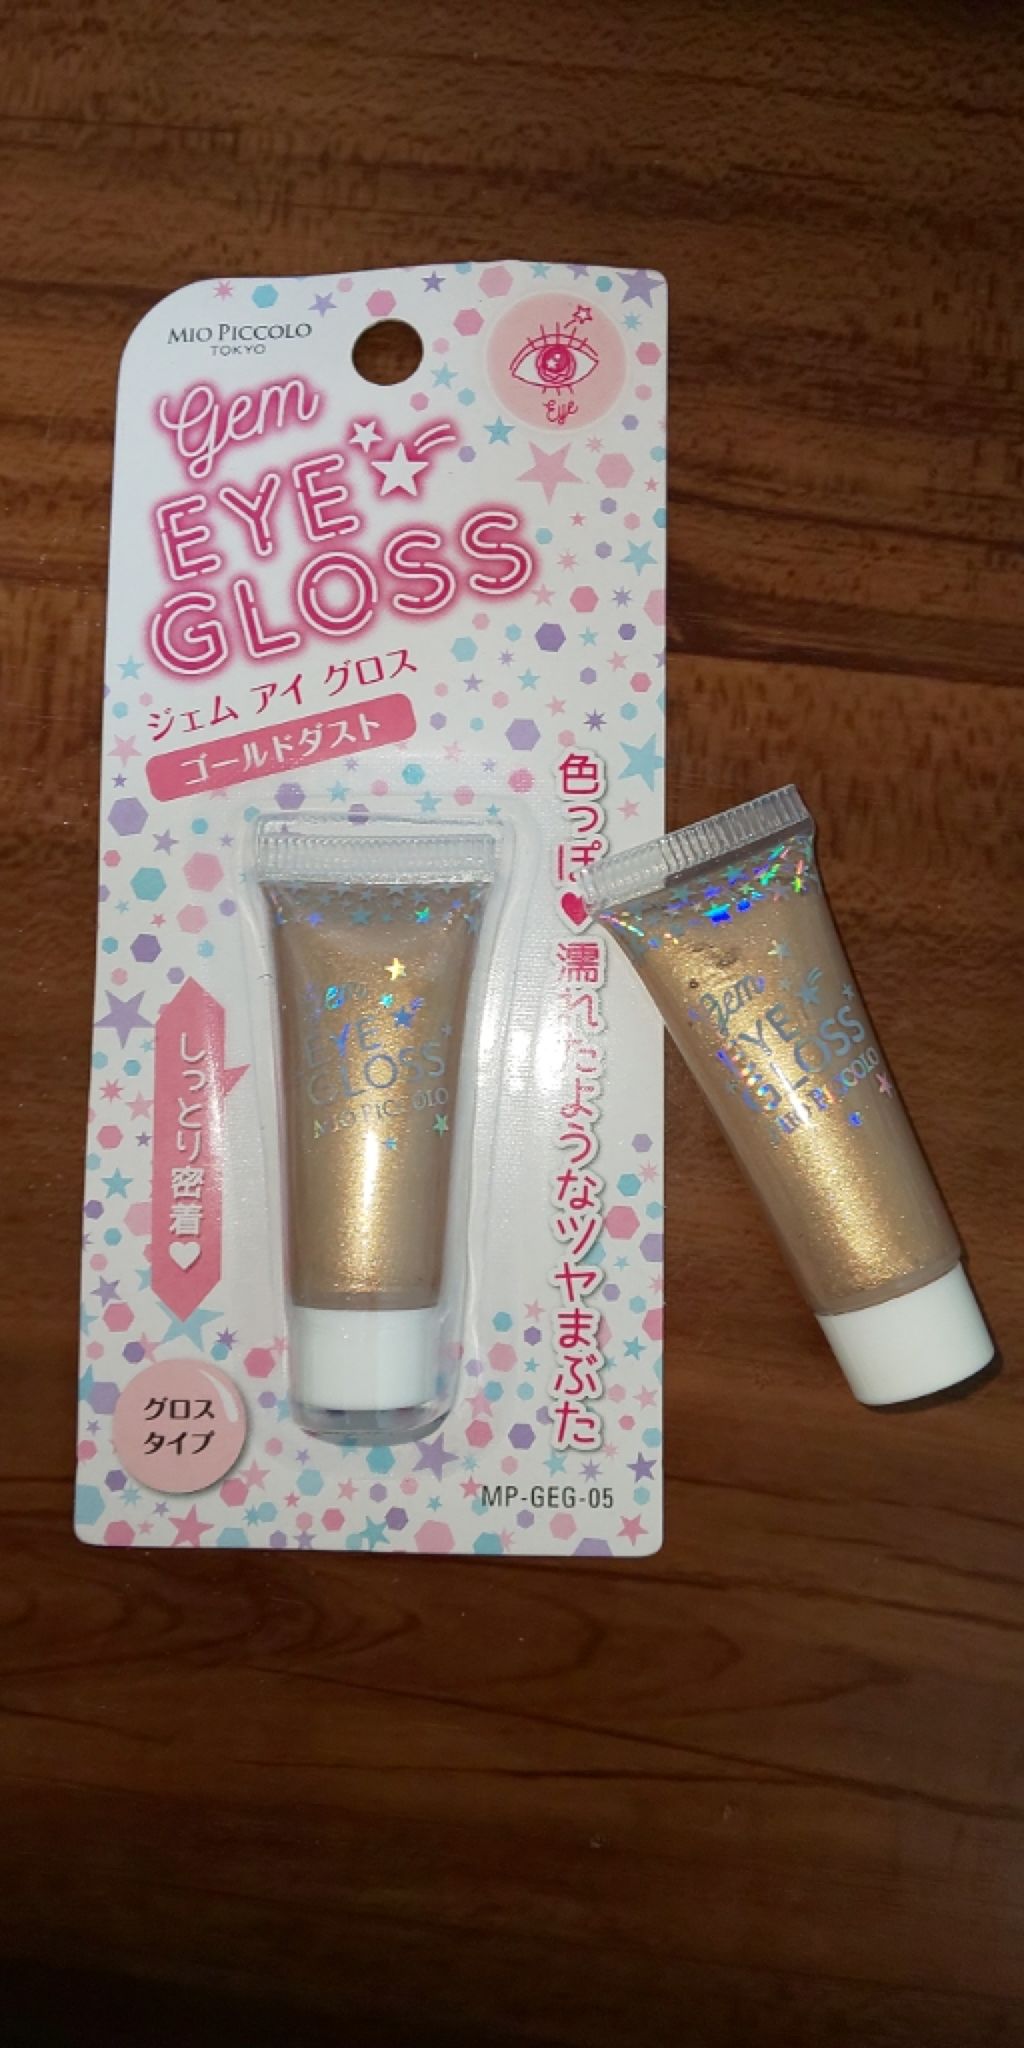 MIO PICCOLO
TOKYO
Eye
Gem
EYE
GLOSS
ジェム アイ グロス
ゴールドダスト
色っぽ♥濡れたようなツヤまぶた
しっとり密着♥
Gem
EYE
GLOSS
MIO PICCOLO
Gem
EYE
GLOSS
MIO PICCOLO
グロス
タイプ
MP-GEG-05